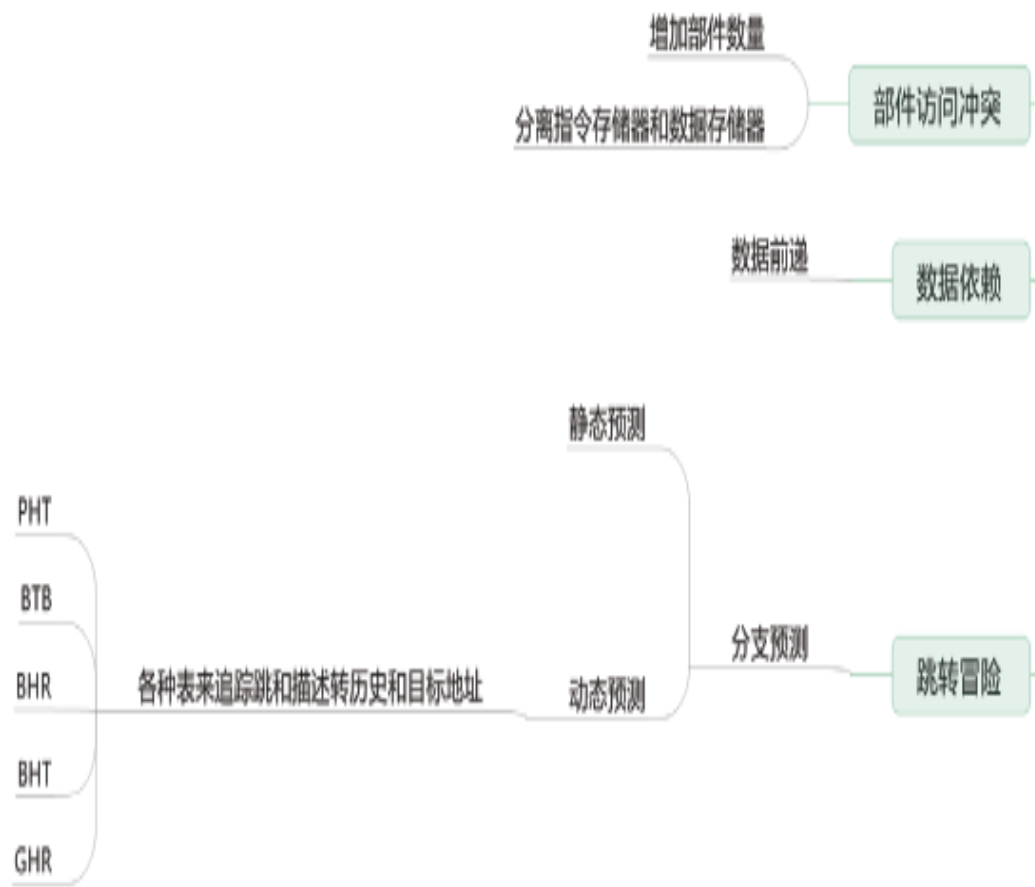 增加部件数量
部件访问冲突
分离指令存储器和数据存储器
数据前递
数据依赖
静态预测
PHT
BTB
分支预测
跳转冒险
BHR
各种表来追踪跳和描述转历史和目标地址
动态预测
BHT
GHR